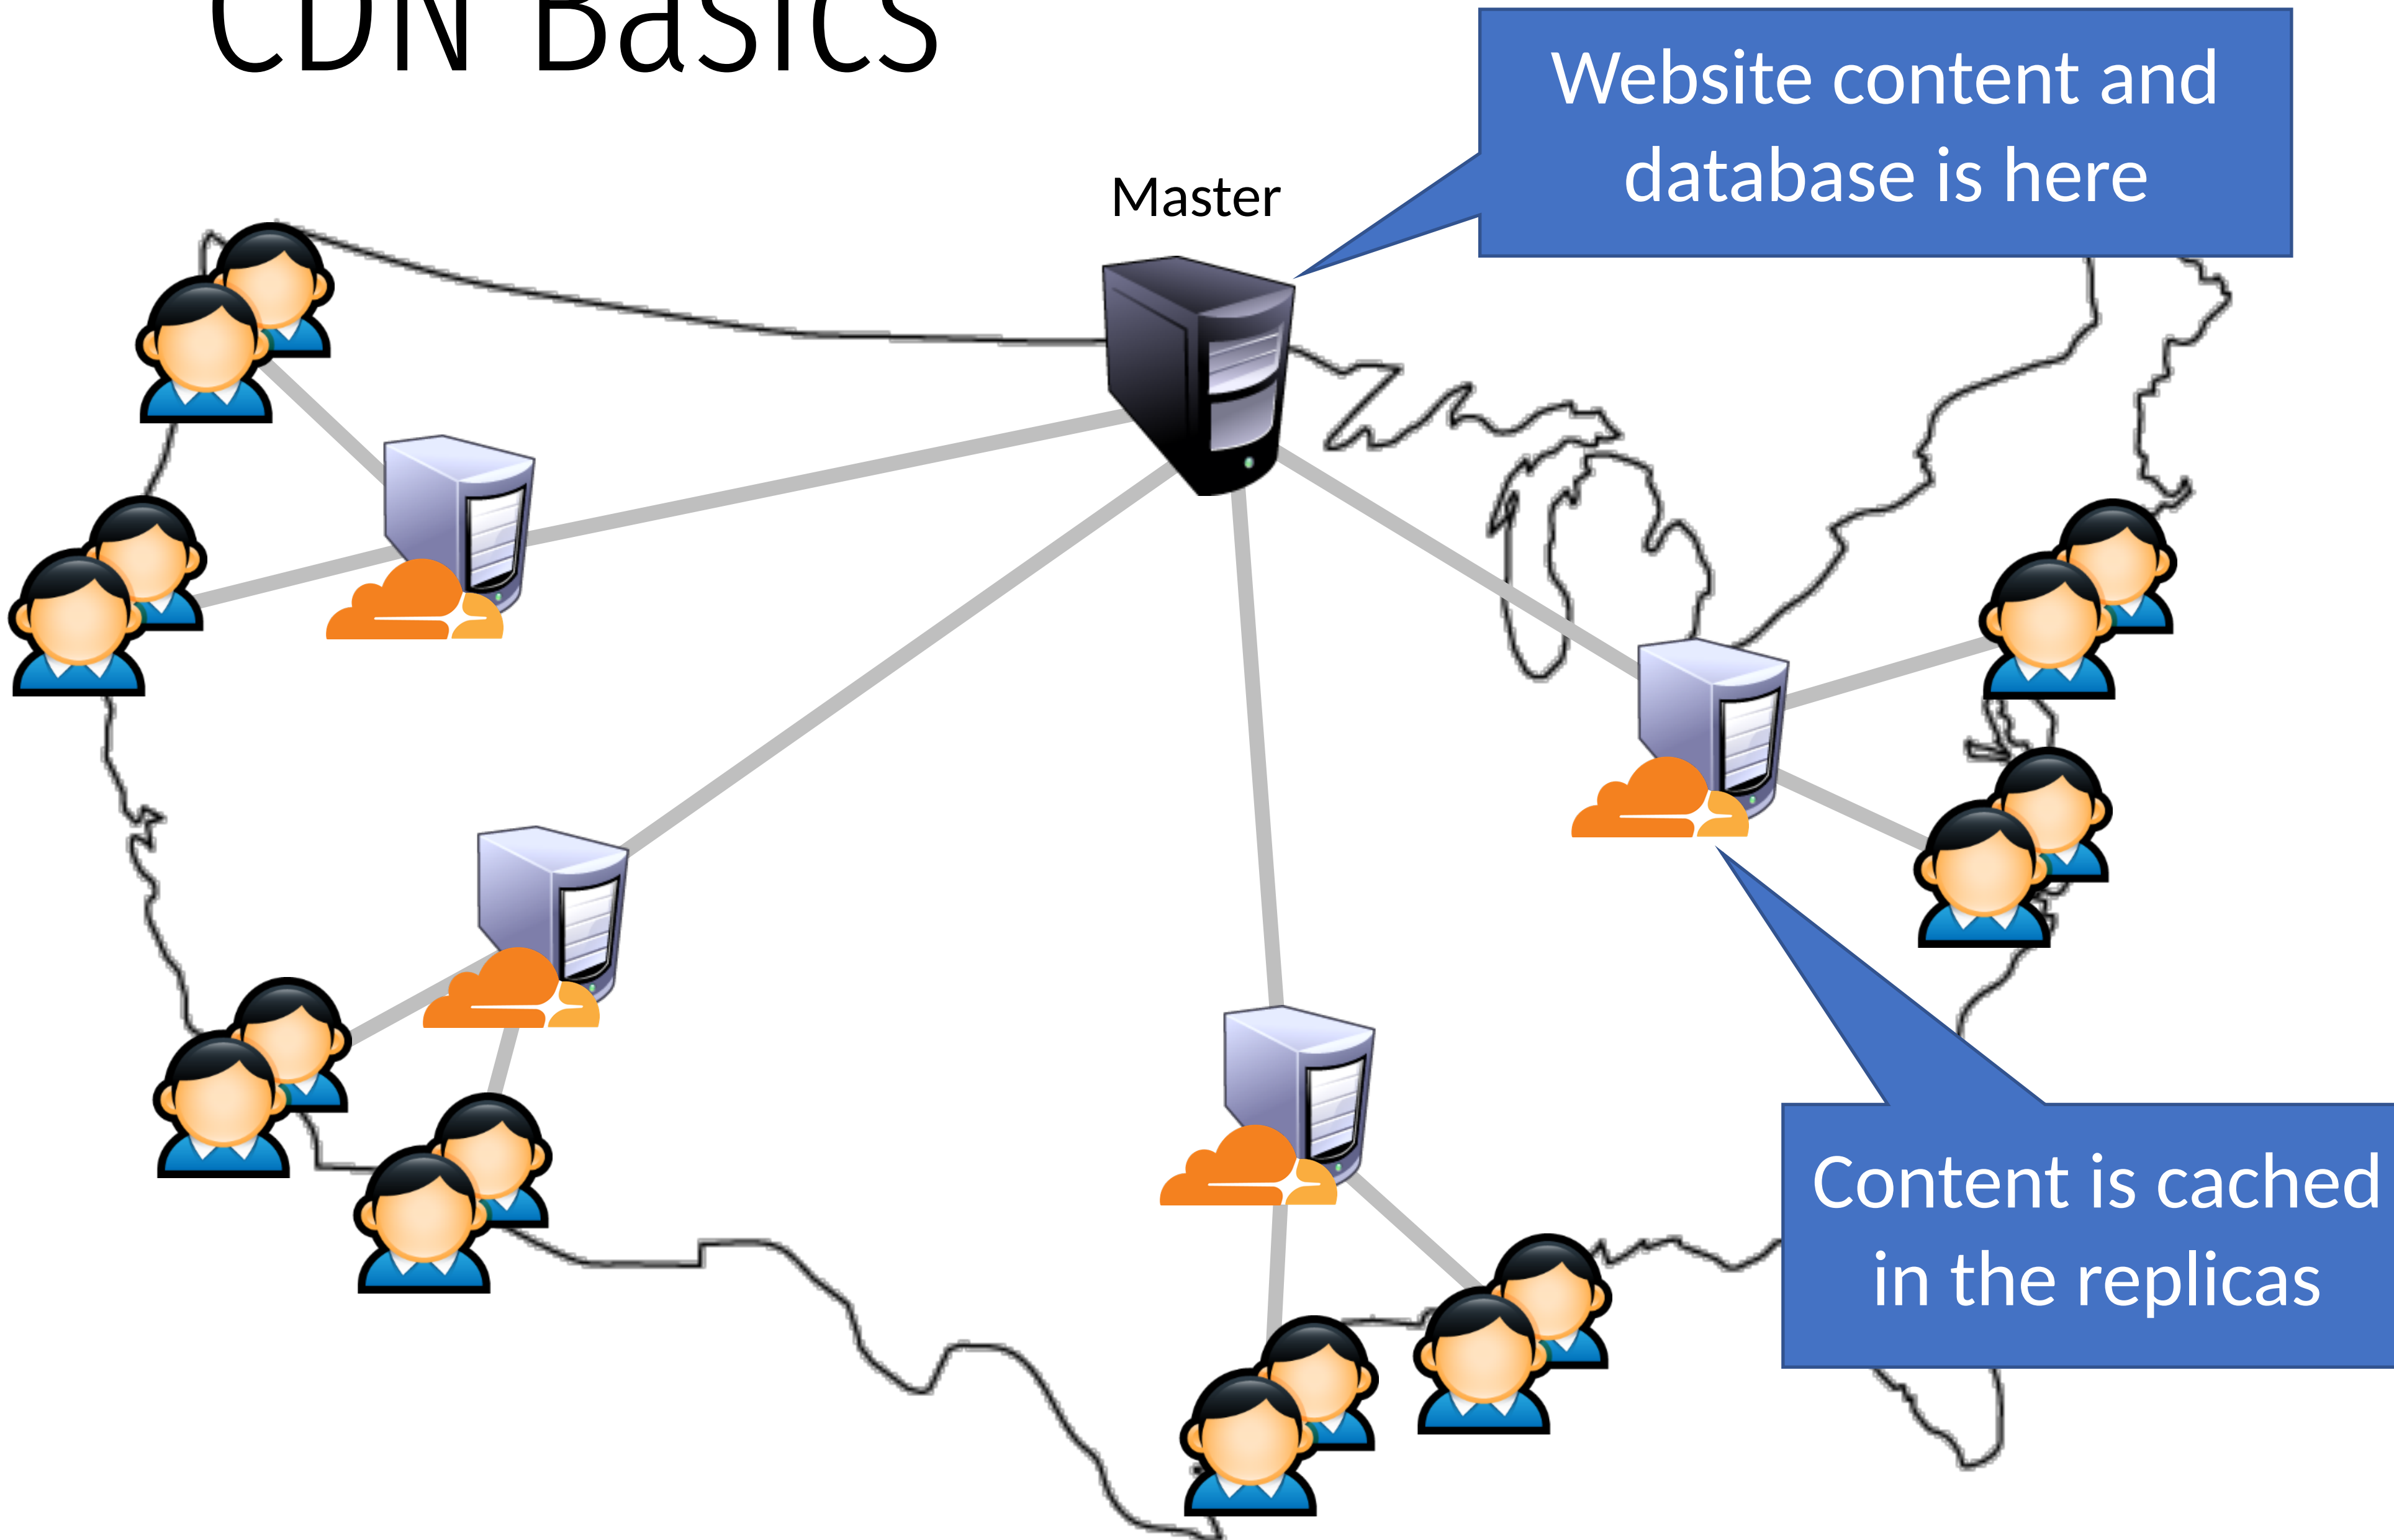 CDN Basics
Website content and
database is here
Master
Content is cached
in the replicas